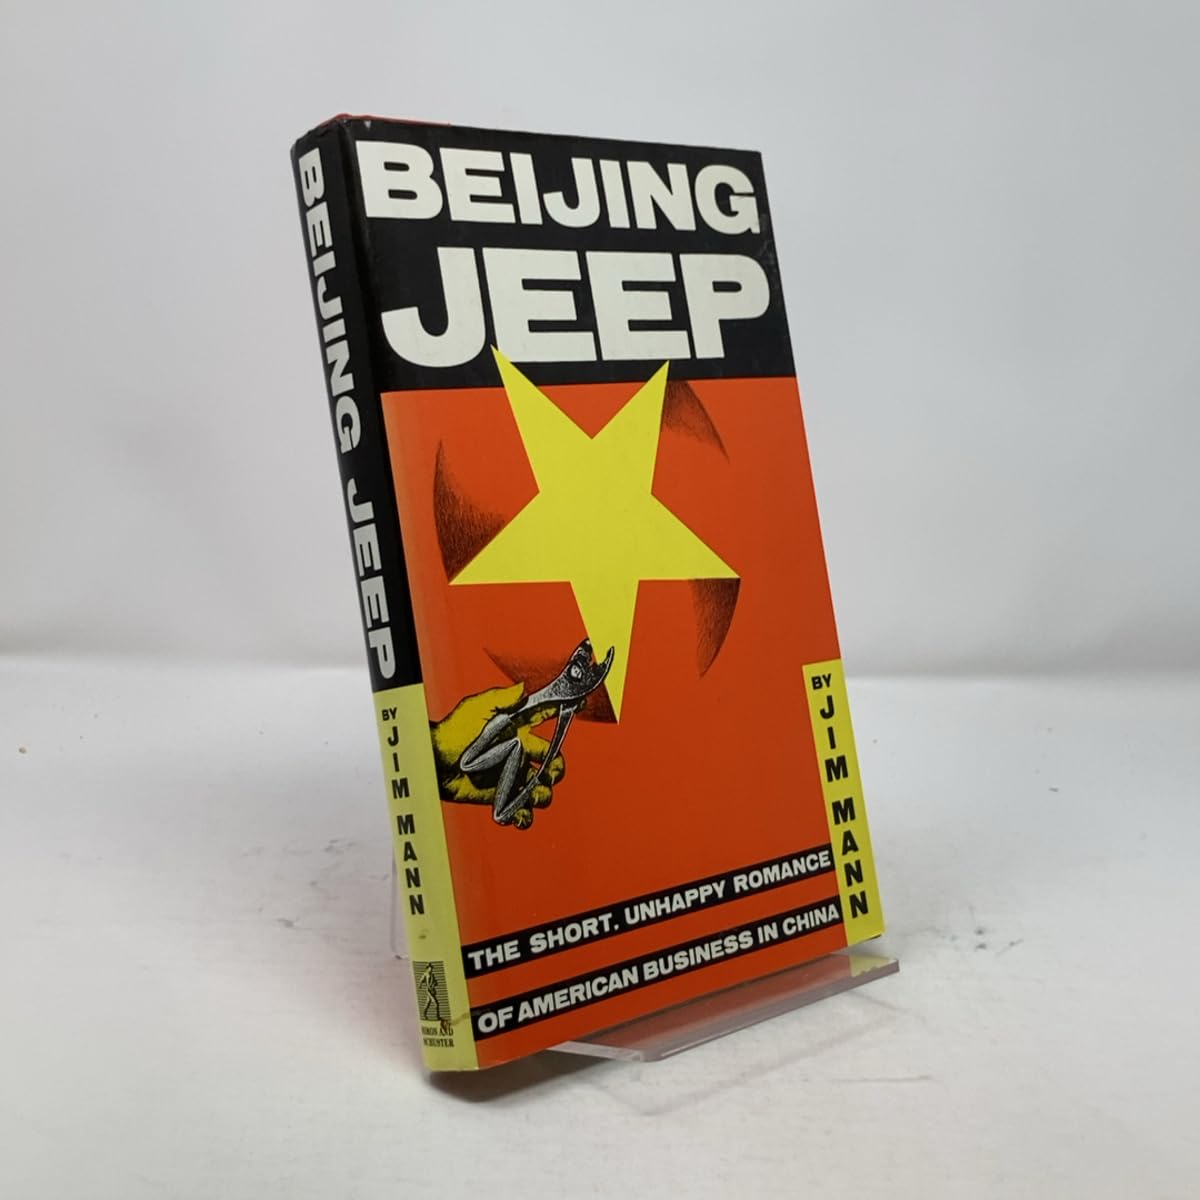 BEIJING JEEP
BY
JIM MANN
SIMON AND
SCHUSTER
BEIJING
JEEP
BY
JIM MANN
THE SHORT, UNHAPPY ROMANCE
OF AMERICAN BUSINESS IN CHINA